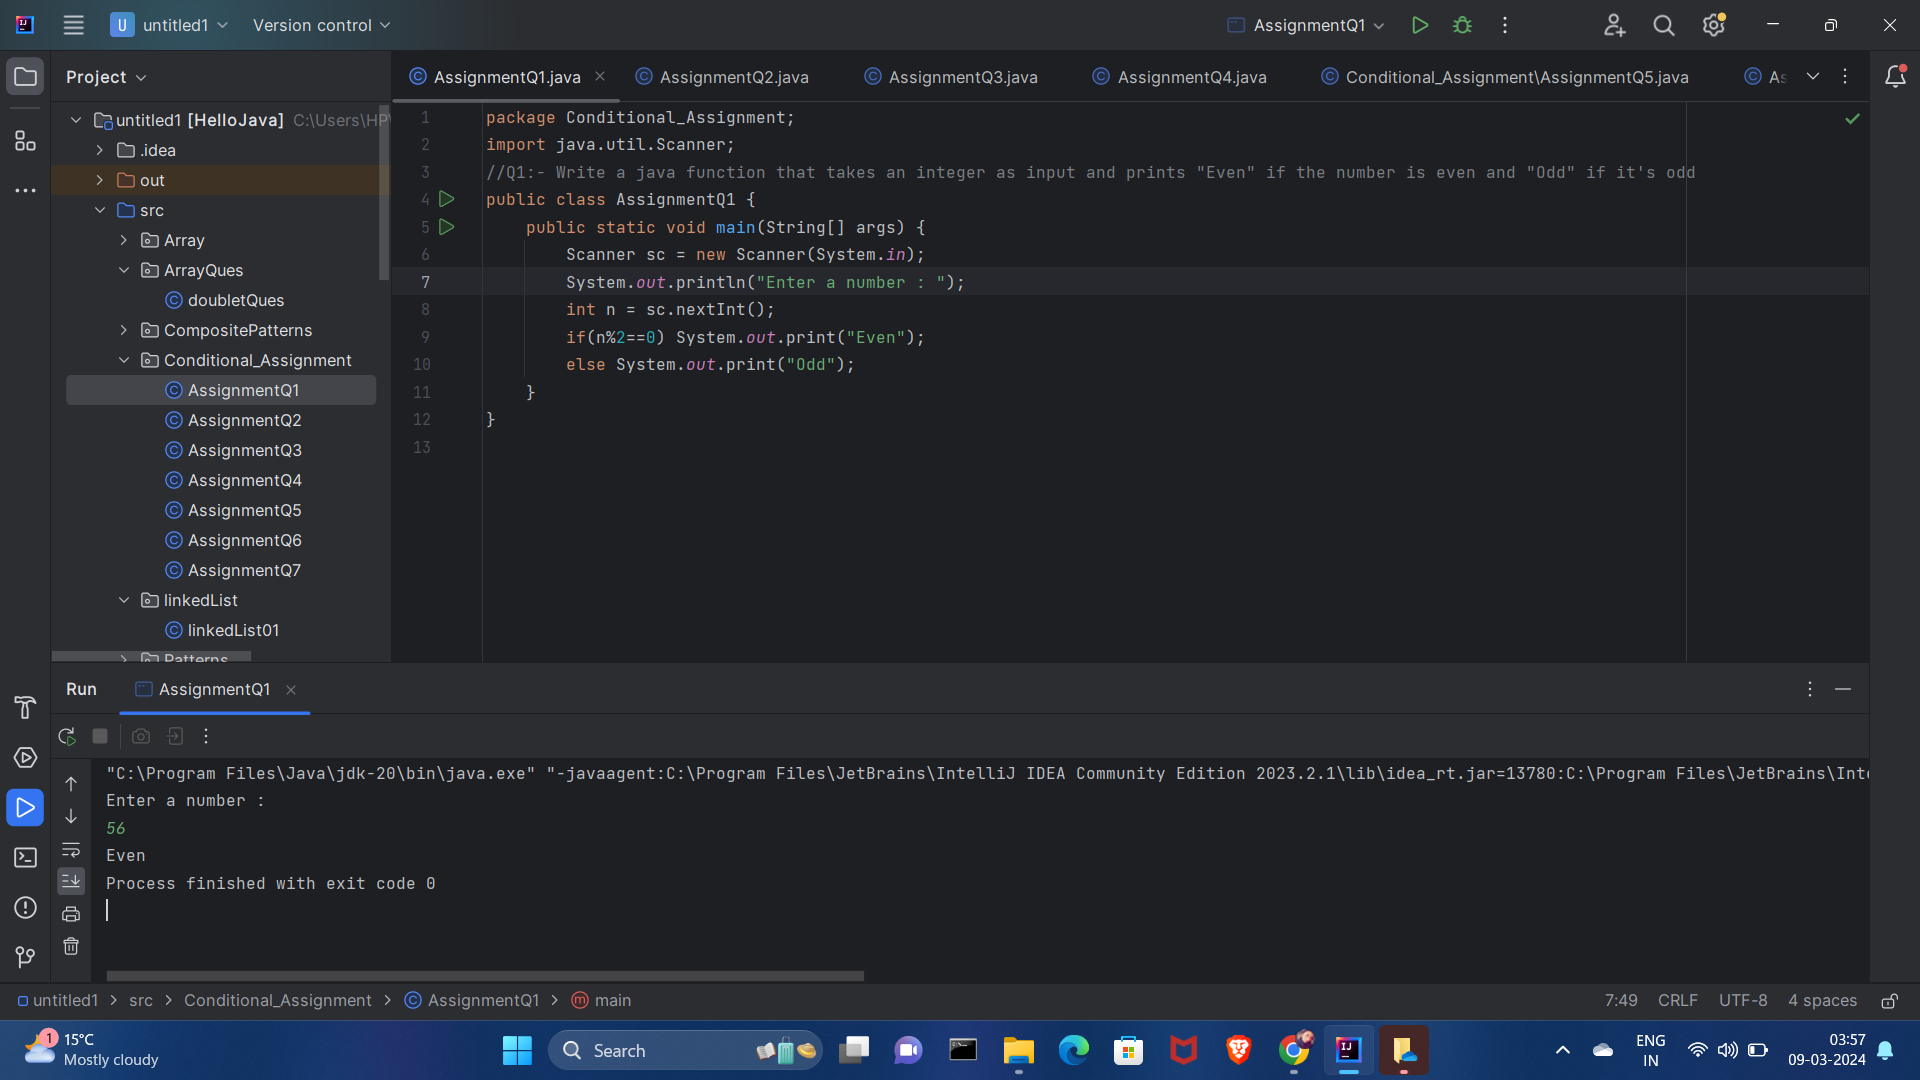 untitled1
Version control
AssignmentQ1
Project
AssignmentQ1.java
AssignmentQ2.java
AssignmentQ3.java
AssignmentQ4.java
Conditional_Assignment\AssignmentQ5.java
untitled1 [HelloJava]
.idea
out
src
Array
ArrayQues
doubletQues
CompositePatterns
Conditional_Assignment
AssignmentQ1
AssignmentQ2
AssignmentQ3
AssignmentQ4
AssignmentQ5
AssignmentQ6
AssignmentQ7
linkedList
linkedList01
Patterns
1 package Conditional_Assignment;
2 import java.util.Scanner;
3 //Q1:- Write a java function that takes an integer as input and prints "Even" if the number is even and "Odd" if it's odd
4 public class AssignmentQ1 {
5 public static void main(String[] args) {
6 Scanner sc = new Scanner(System.in);
7 System.out.println("Enter a number : ");
8 int n = sc.nextInt();
9 if(n%2==0) System.out.print("Even");
10 else System.out.print("Odd");
11 }
12 }
13
Run
AssignmentQ1
"C:\Program Files\Java\jdk-20\bin\java.exe" "-javaagent:C:\Program Files\JetBrains\IntelliJ IDEA Community Edition 2023.2.1\lib\idea_rt.jar=13780:C:\Program Files\JetBrains\
Enter a number :
56
Even
Process finished with exit code 0
untitled1 > src > Conditional_Assignment > AssignmentQ1 > main
7:49 CRLF UTF-8 4 spaces
1
15°C
Mostly cloudy
Search
ENG
IN
03:57
09-03-2024